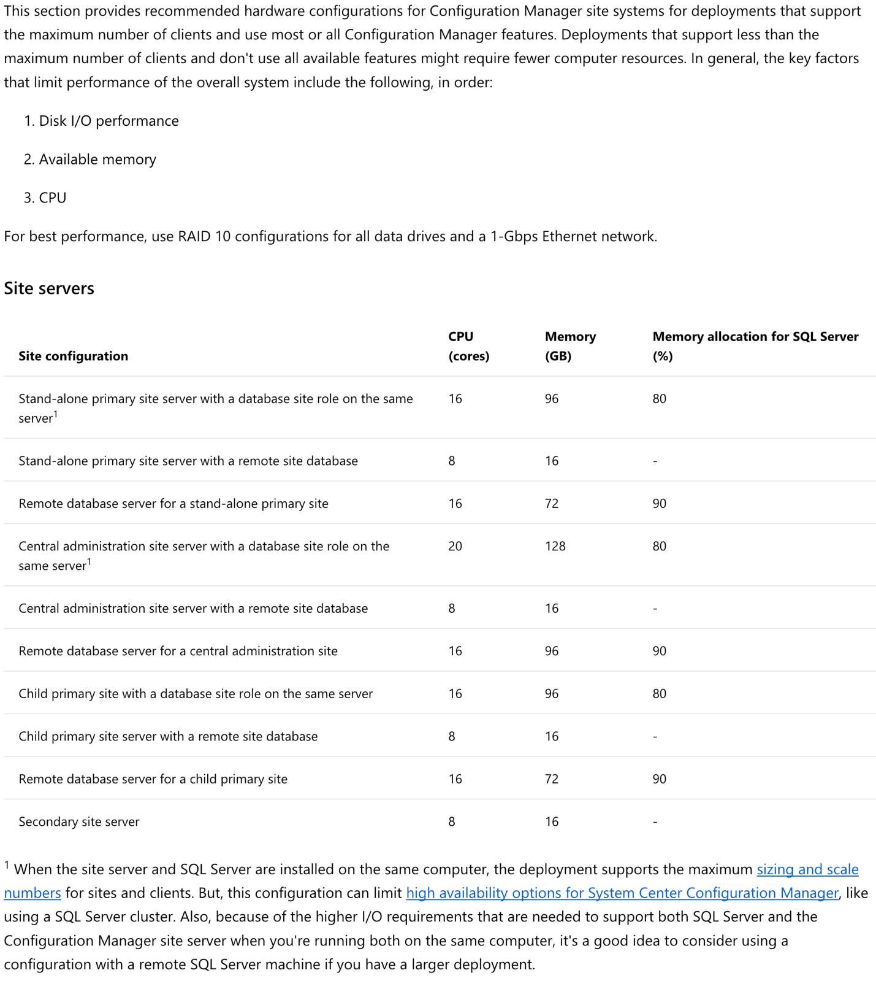 This section provides recommended hardware configurations for Configuration Manager site systems for deployments that support
the maximum number of clients and use most or all Configuration Manager features. Deployments that support less than the
maximum number of clients and don't use all available features might require fewer computer resources. In general, the key factors
that limit performance of the overall system include the following, in order:
1. Disk I/O performance
2. Available memory
3. CPU
For best performance, use RAID 10 configurations for all data drives and a 1-Gbps Ethernet network.
Site servers
Site configuration CPU (cores) Memory (GB) Memory allocation for SQL Server (%)
Stand-alone primary site server with a database site role on the same 16 96 80
server¹
Stand-alone primary site server with a remote site database 8 16 -
Remote database server for a stand-alone primary site 16 72 90
Central administration site server with a database site role on the 20 128 80
same server¹
Central administration site server with a remote site database 8 16 -
Remote database server for a central administration site 16 96 90
Child primary site with a database site role on the same server 16 96 80
Child primary site server with a remote site database 8 16 -
Remote database server for a child primary site 16 72 90
Secondary site server 8 16 -
¹ When the site server and SQL Server are installed on the same computer, the deployment supports the maximum sizing and scale
numbers for sites and clients. But, this configuration can limit high availability options for System Center Configuration Manager, like
using a SQL Server cluster. Also, because of the higher I/O requirements that are needed to support both SQL Server and the
Configuration Manager site server when you're running both on the same computer, it's a good idea to consider using a
configuration with a remote SQL Server machine if you have a larger deployment.